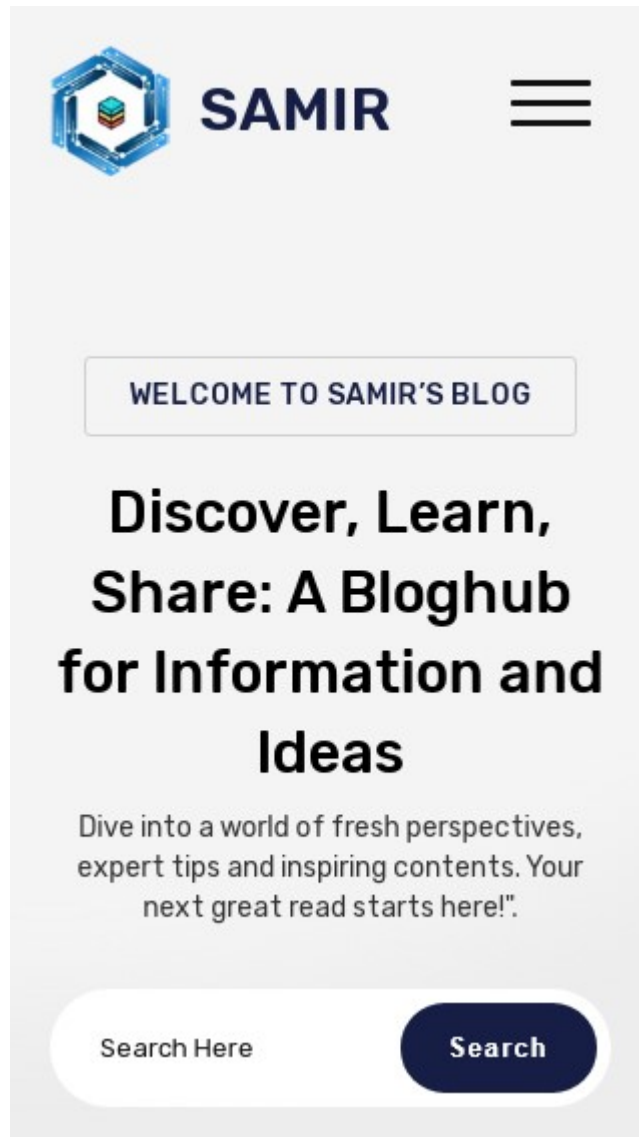 SAMIR
WELCOME TO SAMIR’S BLOG
Discover, Learn,
Share: A Bloghub
for Information and
Ideas
Dive into a world of fresh perspectives,
expert tips and inspiring contents. Your
next great read starts here!".
Search Here
Search